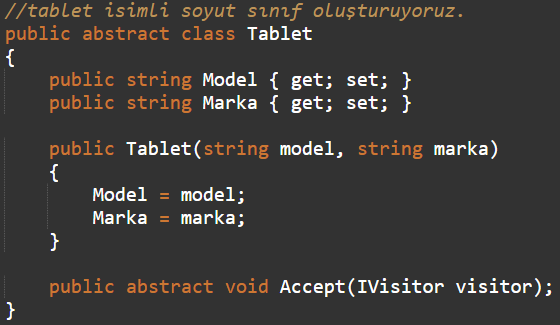 //tablet isimli soyut sınıf oluşturuyoruz.
public abstract class Tablet
{
    public string Model { get; set; }
    public string Marka { get; set; }

    public Tablet(string model, string marka)
    {
        Model = model;
        Marka = marka;
    }

    public abstract void Accept(IVisitor visitor);
}